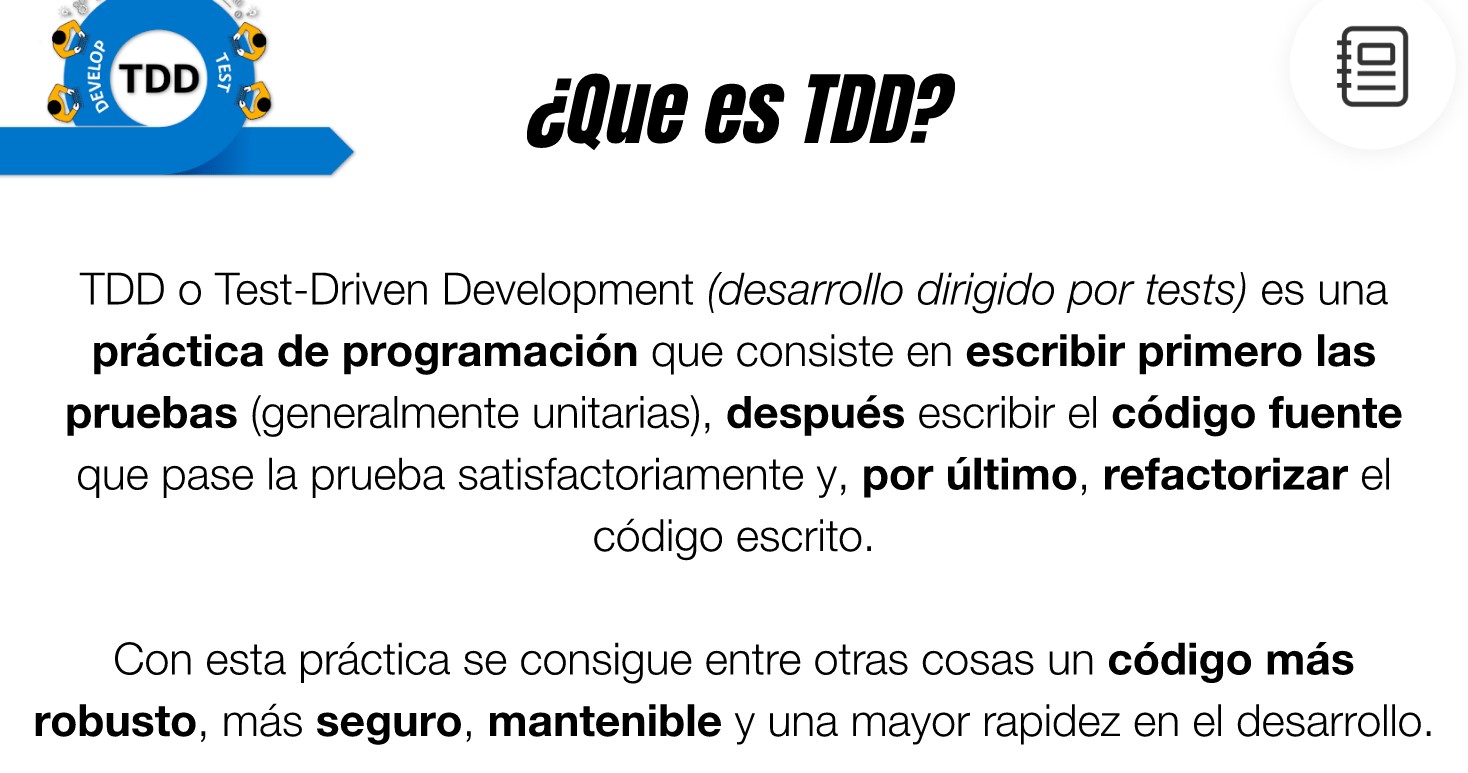 DEVELOP
TDD
TEST
¿Que es TDD?
TDD o Test-Driven Development (desarrollo dirigido por tests) es una
práctica de programación que consiste en escribir primero las
pruebas (generalmente unitarias), después escribir el código fuente
que pase la prueba satisfactoriamente y, por último, refactorizar el
código escrito.
Con esta práctica se consigue entre otras cosas un código más
robusto, más seguro, mantenible y una mayor rapidez en el desarrollo.